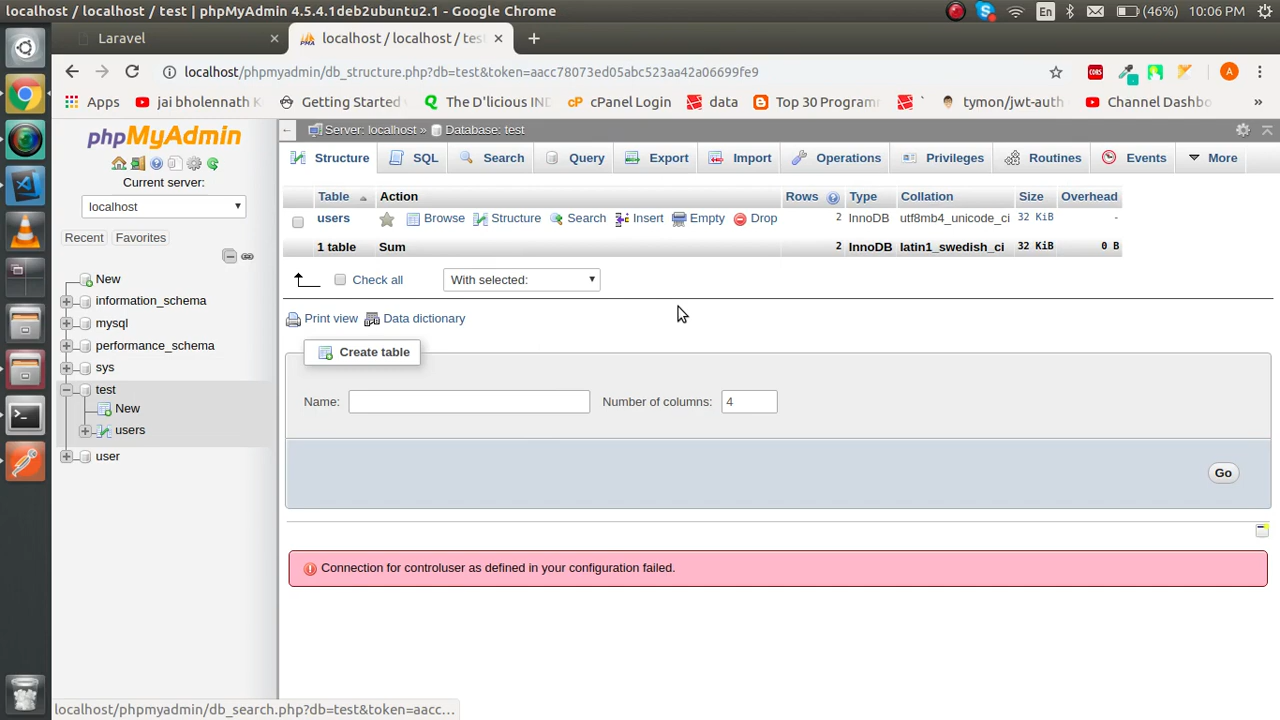 localhost / localhost / test | phpMyAdmin 4.5.4.1deb2ubuntu2.1 - Google Chrome
En (46%) 10:06 PM
Laravel
localhost / localhost / tes
localhost/phpmyadmin/db_structure.php?db=test&token=aacc78073ed05abc523aa42a06699fe9
CORS A
Apps jai bholennath K Getting Started The D'licious IND cPanel Login data Top 30 Programm tymon/jwt-auth Channel Dashbo »
phpMyAdmin
Current server:
localhost
Recent Favorites
New
information_schema
mysql
performance_schema
sys
test
New
users
user
Server: localhost » Database: test
Structure SQL Search Query Export Import Operations Privileges Routines Events More
Table Action Rows Type Collation Size Overhead
users Browse Structure Search Insert Empty Drop 2 InnoDB utf8mb4_unicode_ci 32 KiB -
1 table Sum 2 InnoDB latin1_swedish_ci 32 KiB 0 B
Check all With selected:
Print view Data dictionary
Create table
Name: Number of columns: 4
Go
Connection for controluser as defined in your configuration failed.
localhost/phpmyadmin/db_search.php?db=test&token=aacc...